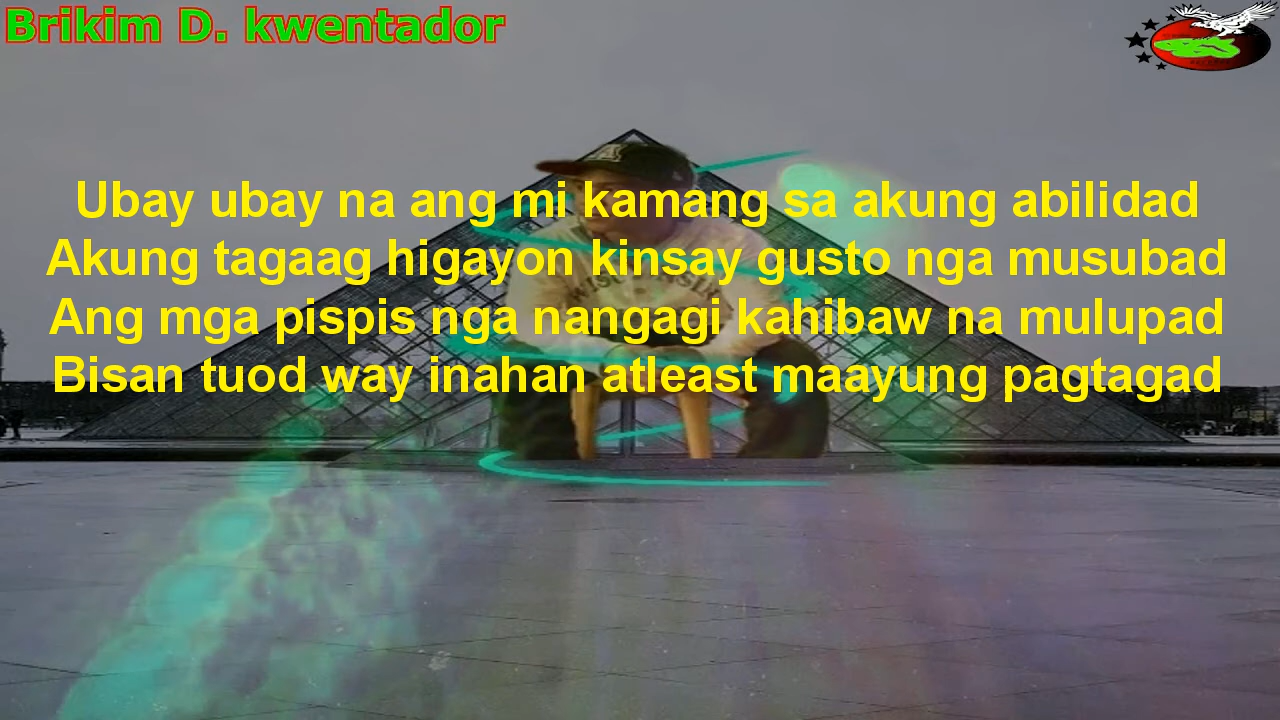 Brikim D. kwentador
Ubay ubay na ang mi kamang sa akung abilidad
Akung tagaag higayon kinsay gusto nga musubad
Ang mga pispis nga nangagi kahibaw na mulupad
Bisan tuod way inahan atleast maayung pagtagad